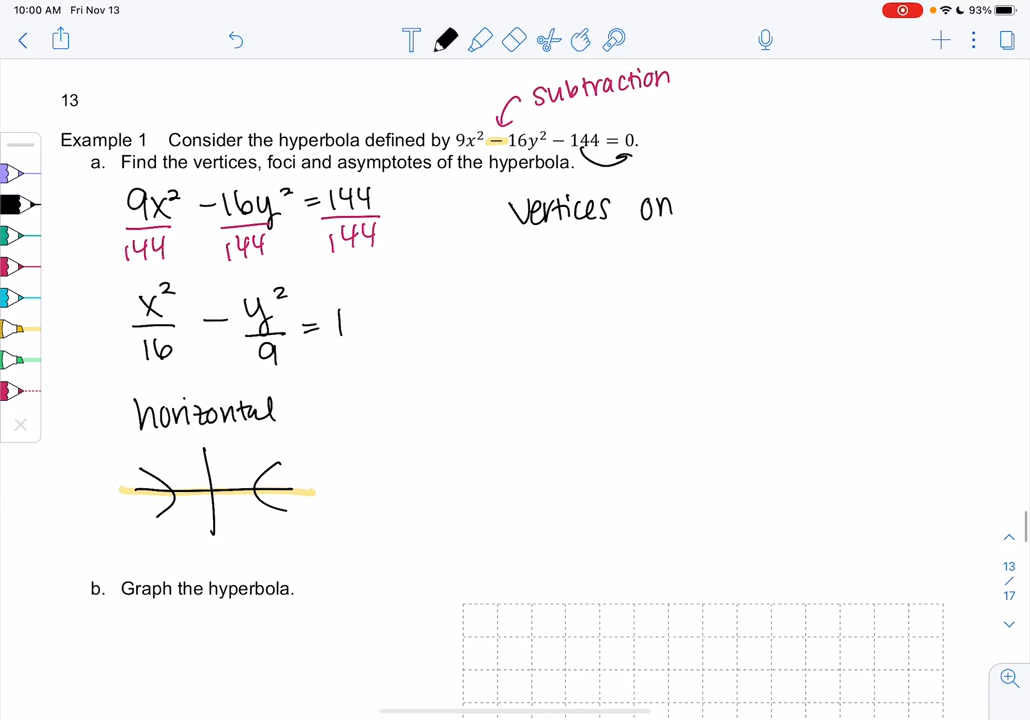 10:00 AM Fri Nov 13
93%
T
subtraction
13
Example 1 Consider the hyperbola defined by 9x² − 16y² − 144 = 0.
a. Find the vertices, foci and asymptotes of the hyperbola.
9x²/144 − 16y²/144 = 144/144
vertices on
x²/16 − y²/9 = 1
horizontal
b. Graph the hyperbola.
13
/
17